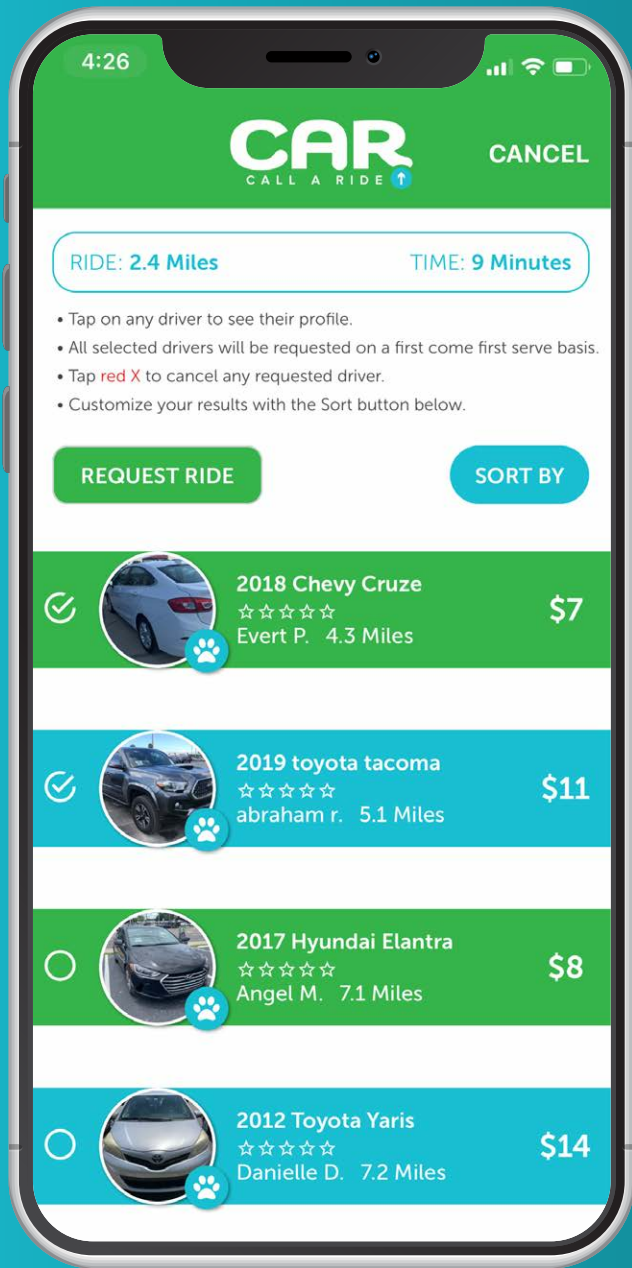 4:26
CAR
CALL A RIDE
CANCEL
RIDE: 2.4 Miles TIME: 9 Minutes
• Tap on any driver to see their profile.
• All selected drivers will be requested on a first come first serve basis.
• Tap red X to cancel any requested driver.
• Customize your results with the Sort button below.
REQUEST RIDE SORT BY
2018 Chevy Cruze
Evert P. 4.3 Miles
$7
2019 toyota tacoma
abraham r. 5.1 Miles
$11
2017 Hyundai Elantra
Angel M. 7.1 Miles
$8
2012 Toyota Yaris
Danielle D. 7.2 Miles
$14